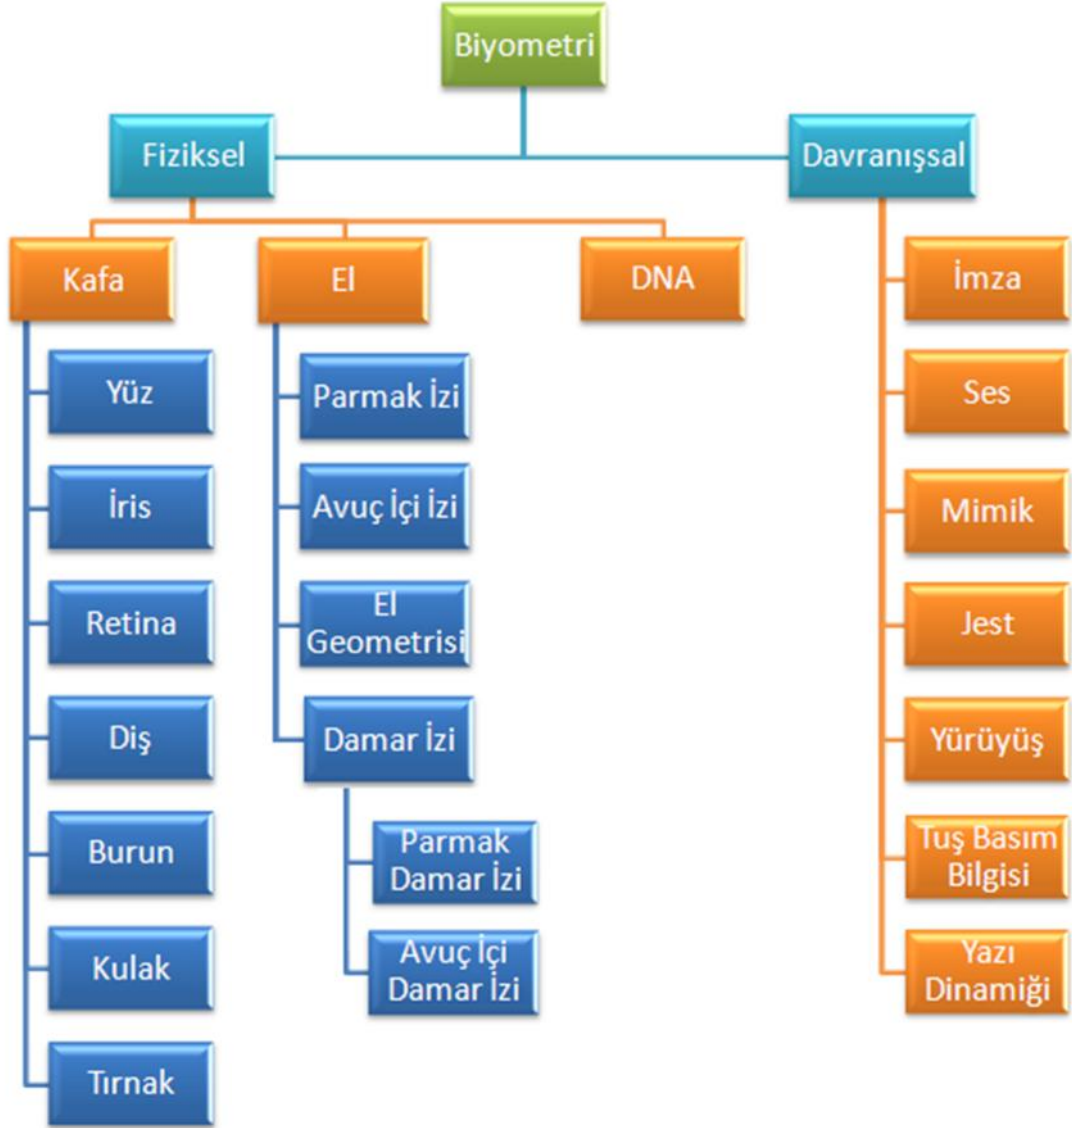 Biyometri
Fiziksel
Davranışsal
Kafa
El
DNA
Yüz
İris
Retina
Diş
Burun
Kulak
Tırnak
Parmak İzi
Avuç İçi İzi
El
Geometrisi
Damar İzi
Parmak
Damar İzi
Avuç İçi
Damar İzi
İmza
Ses
Mimik
Jest
Yürüyüş
Tuş Basım
Bilgisi
Yazı
Dinamiği